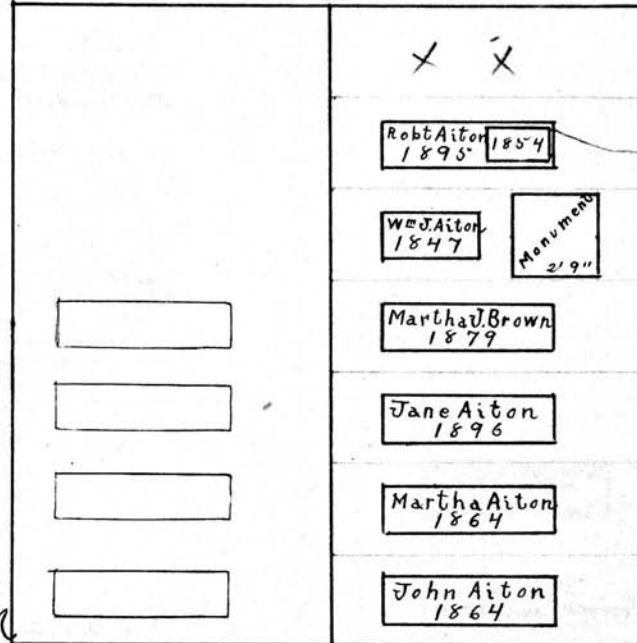 X X
Robt Aiton
1895
1854
Wm J. Aiton
1847
Monument
2' 9"
Martha J. Brown
1879
Jane Aiton
1896
Martha Aiton
1864
John Aiton
1864